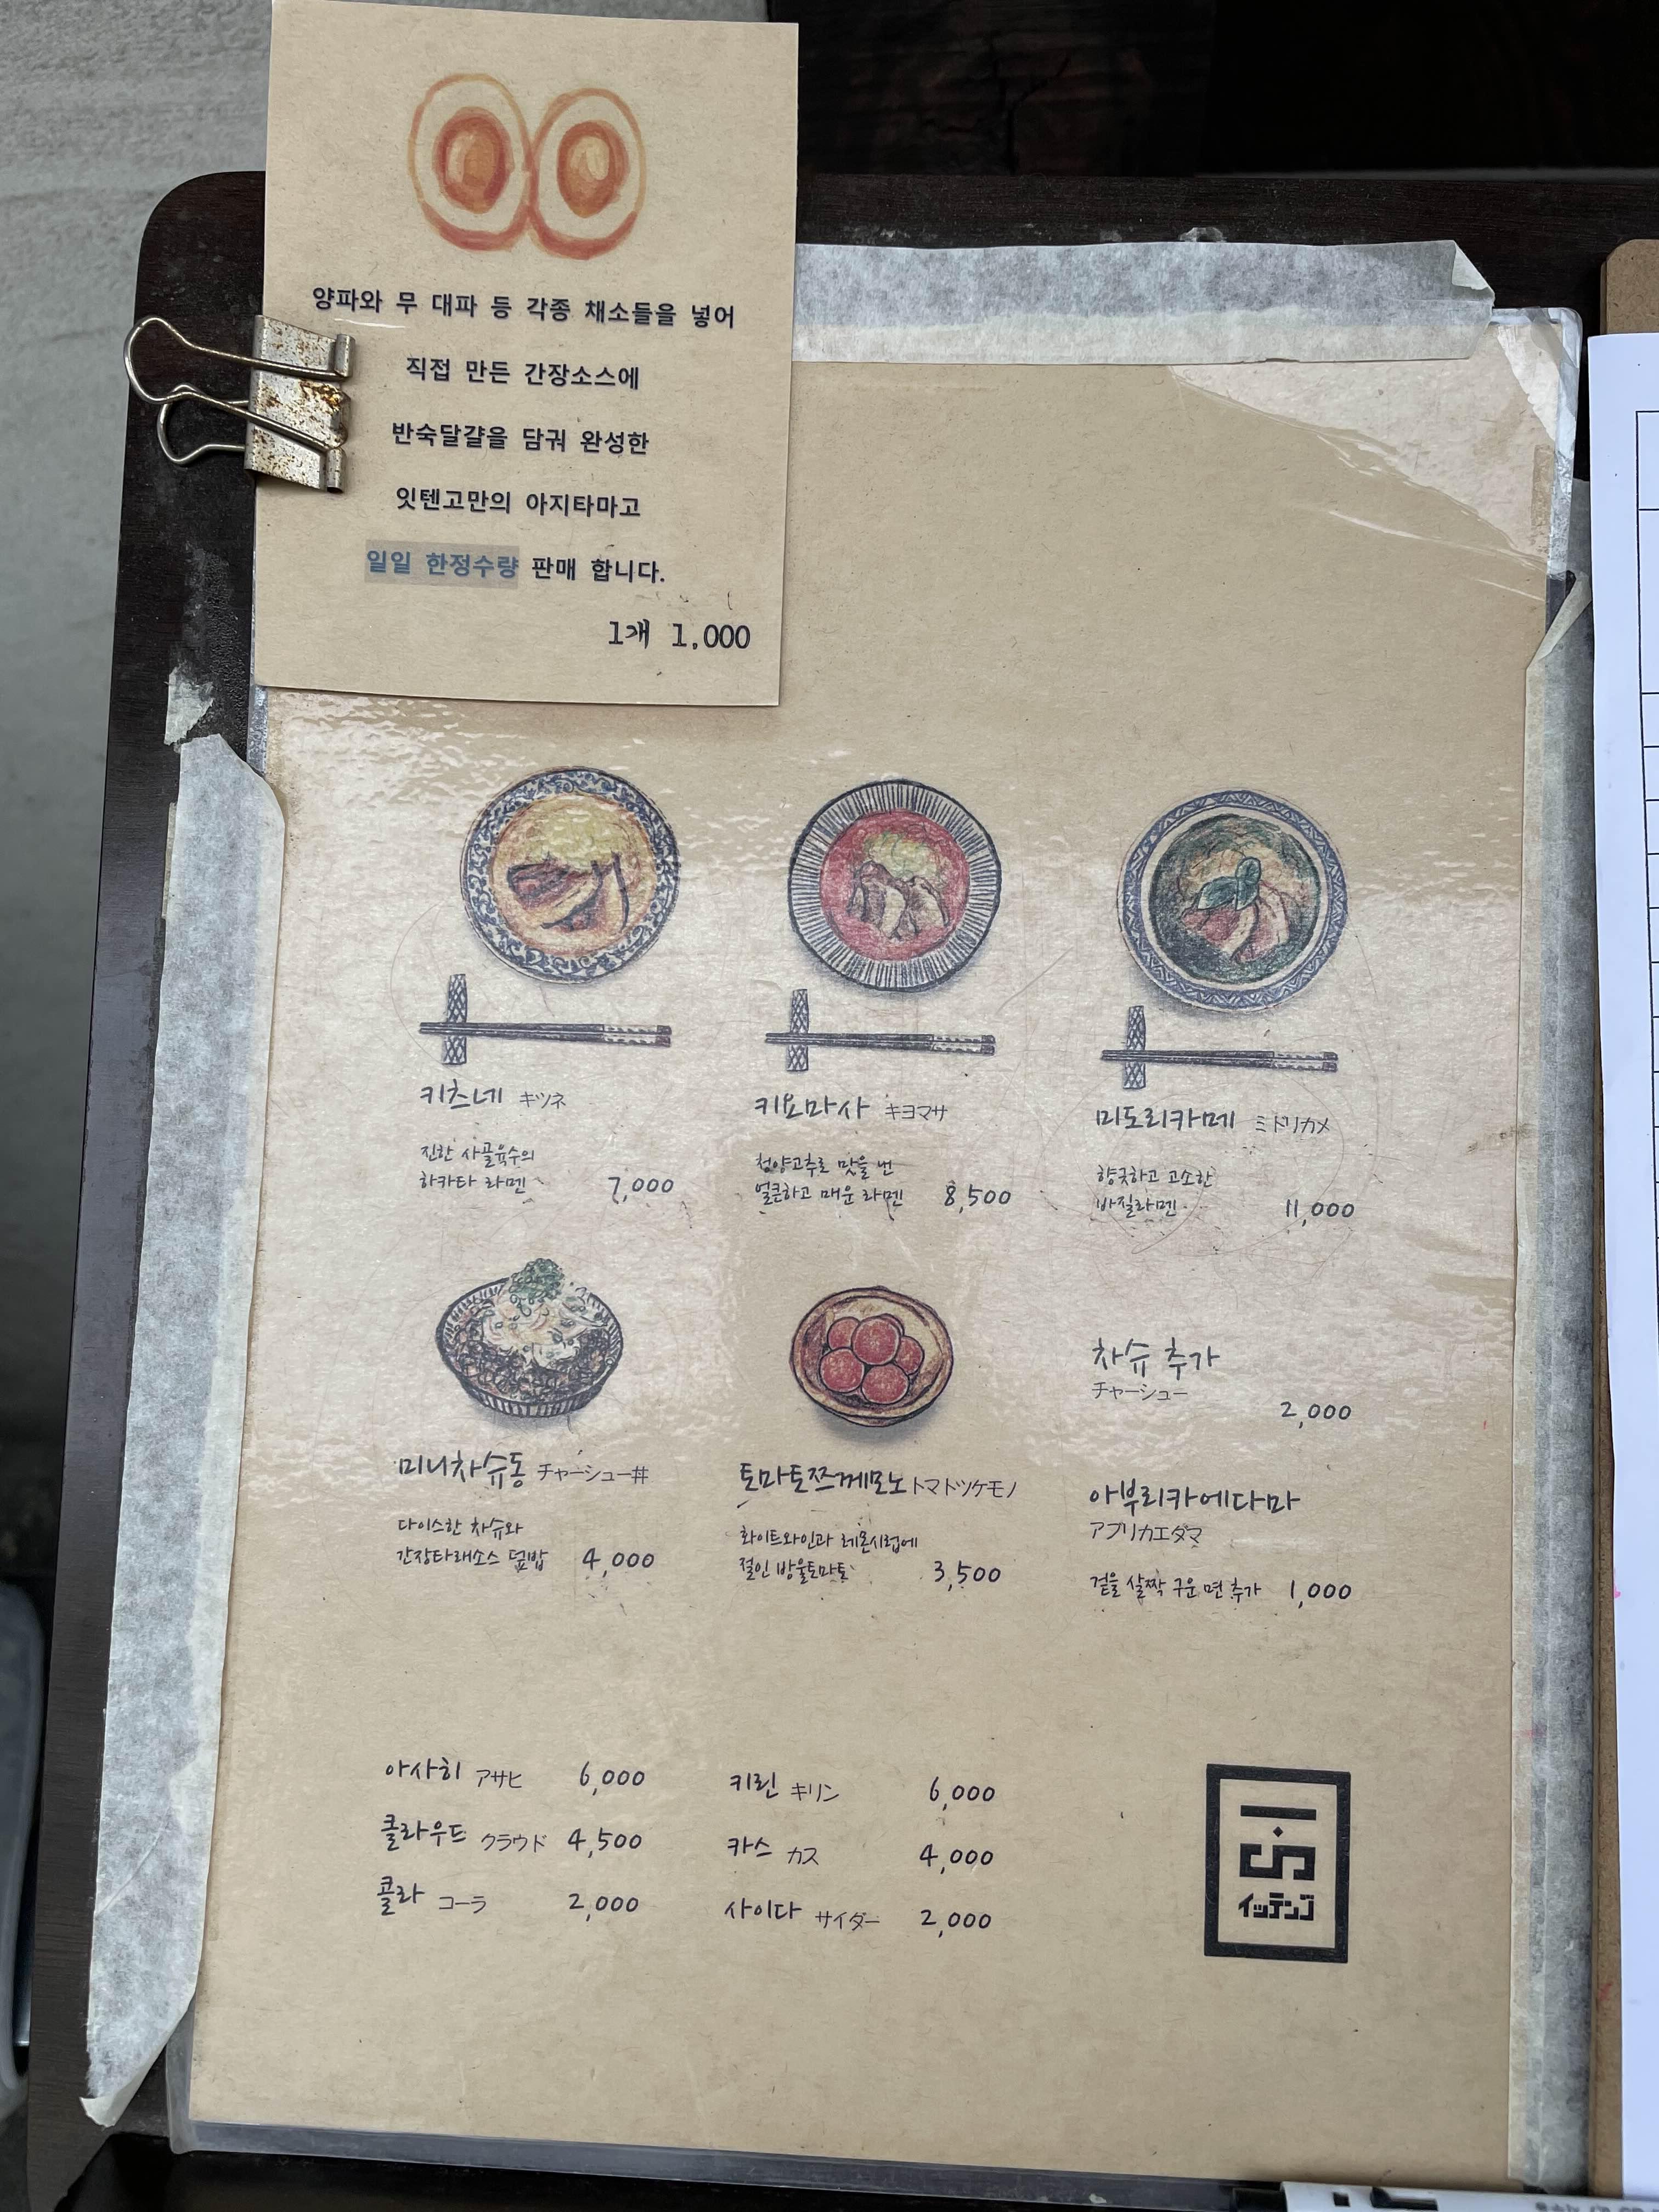 양파와 무 대파 등 각종 채소들을 넣어
직접 만든 간장소스에
반숙달걀을 담궈 완성한
잇텐고만의 아지타마고
일일 한정수량 판매 합니다.
1개 1,000
키츠네 キツネ
진한 사골육수의
하카타 라멘 7,000
키요마사 キヨマサ
청양고추로 맛을 낸
얼큰하고 매운 라멘 8,500
미도리카메 ミドリカメ
향긋하고 고소한
바질라멘 11,000
미니차슈동 チャーシュー丼
다이스한 차슈와
간장타래소스 덮밥 4,000
토마토쯔께모노 トマトツケモノ
화이트와인과 레몬시럽에
절인 방울토마토 3,500
차슈 추가
チャーシュー
2,000
아부리카에다마
アブリカエダマ
겉을 살짝 구운 면 추가 1,000
아사히 アサヒ 6,000
클라우드 クラウド 4,500
콜라 コーラ 2,000
키린 キリン 6,000
카스 カス 4,000
사이다 サイダー 2,000
一·5
イッテンゴ